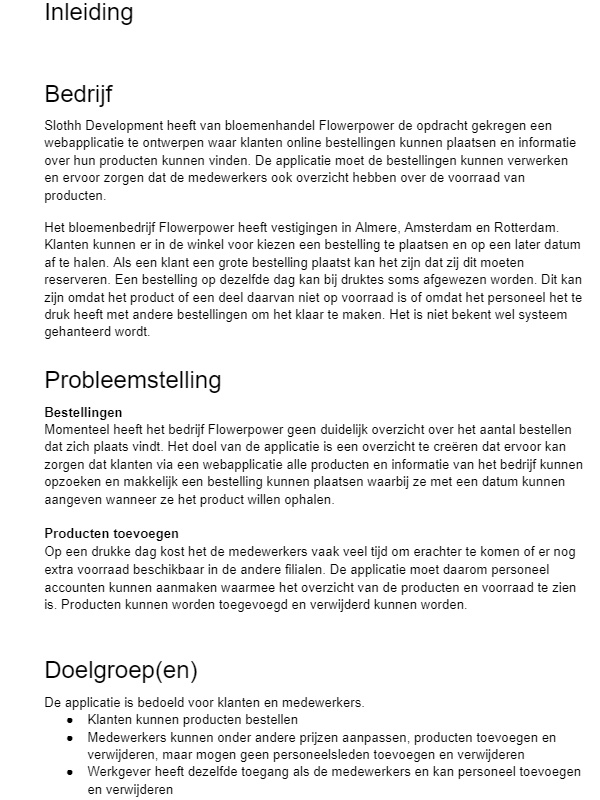 Inleiding
Bedrijf
Slothh Development heeft van bloemenhandel Flowerpower de opdracht gekregen een
webapplicatie te ontwerpen waar klanten online bestellingen kunnen plaatsen en informatie
over hun producten kunnen vinden. De applicatie moet de bestellingen kunnen verwerken
en ervoor zorgen dat de medewerkers ook overzicht hebben over de voorraad van
producten.
Het bloemenbedrijf Flowerpower heeft vestigingen in Almere, Amsterdam en Rotterdam.
Klanten kunnen er in de winkel voor kiezen een bestelling te plaatsen en op een later datum
af te halen. Als een klant een grote bestelling plaatst kan het zijn dat zij dit moeten
reserveren. Een bestelling op dezelfde dag kan bij druktes soms afgewezen worden. Dit kan
zijn omdat het product of een deel daarvan niet op voorraad is of omdat het personeel het te
druk heeft met andere bestellingen om het klaar te maken. Het is niet bekent wel systeem
gehanteerd wordt.
Probleemstelling
Bestellingen
Momenteel heeft het bedrijf Flowerpower geen duidelijk overzicht over het aantal bestellen
dat zich plaats vindt. Het doel van de applicatie is een overzicht te creëren dat ervoor kan
zorgen dat klanten via een webapplicatie alle producten en informatie van het bedrijf kunnen
opzoeken en makkelijk een bestelling kunnen plaatsen waarbij ze met een datum kunnen
aangeven wanneer ze het product willen ophalen.
Producten toevoegen
Op een drukke dag kost het de medewerkers vaak veel tijd om erachter te komen of er nog
extra voorraad beschikbaar in de andere filialen. De applicatie moet daarom personeel
accounten kunnen aanmaken waarmee het overzicht van de producten en voorraad te zien
is. Producten kunnen worden toegevoegd en verwijderd kunnen worden.
Doelgroep(en)
De applicatie is bedoeld voor klanten en medewerkers.
● Klanten kunnen producten bestellen
● Medewerkers kunnen onder andere prijzen aanpassen, producten toevoegen en
verwijderen, maar mogen geen personeelsleden toevoegen en verwijderen
● Werkgever heeft dezelfde toegang als de medewerkers en kan personeel toevoegen
en verwijderen